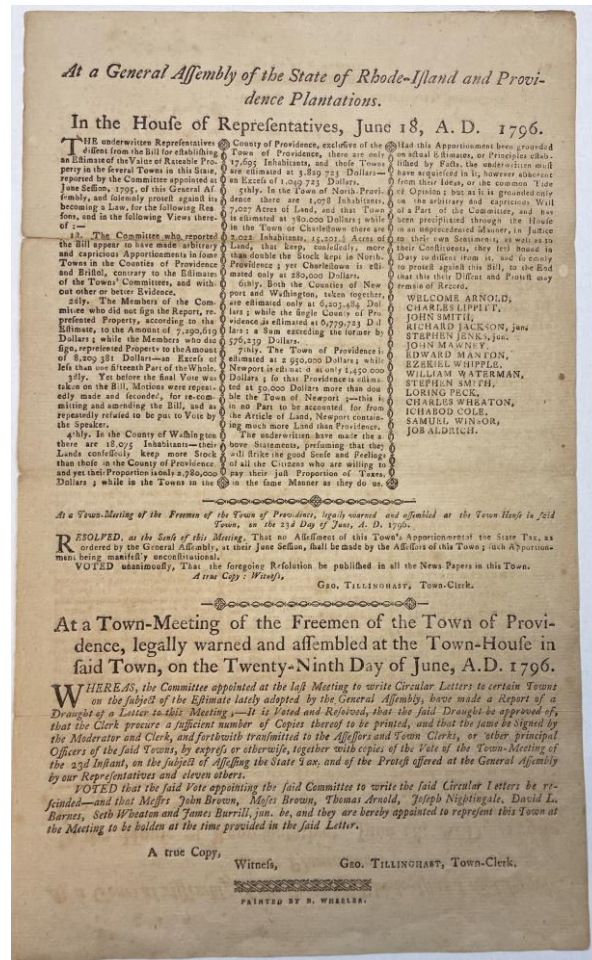 At a General Aſſembly of the State of Rhode-Iſland and Provi-
dence Plantations.
In the Houſe of Repreſentatives, June 18, A. D. 1796.
THE underwritten Repreſentatives
diſſent from the Bill for eſtabliſhing
an Eſtimate of the Value of Rateable Pro-
perty in the ſeveral Towns in this State,
reported by the Committee appointed at
June Seſſion, 1795, of this General Aſ-
ſembly, and ſolemnly proteſt againſt its
becoming a Law, for the following Rea-
ſons, and in the following Views there-
of :—
The Committee who reported
the Bill appear to have made arbitrary
and capricious Apportionments in ſome
Towns in the Counties of Providence
and Briſtol, contrary to the Eſtimates
of the Towns' Committees, and with-
out other or better Evidence.
2dly. The Members of the Com-
mittee who did not ſign the Report, re-
preſented Property, according to the
Eſtimate, to the Amount of 7,290,619
Dollars ; while the Members who did
ſign, repreſented Property to the Amount
of 8,209,381 Dollars—an Exceſs of
leſs than one fifteenth Part of the Whole.
3dly. Yet before the final Vote was
taken on the Bill, Motions were repeat-
edly made and ſeconded, for re-com-
mitting and amending the Bill, and as
repeatedly refuſed to be put to Vote by
the Speaker.
4thly. In the County of Waſhington
there are 18,075 Inhabitants—their
Lands confeſſedly keep more Stock
than thoſe in the County of Providence
and yet their Proportion is only 2,780,000
Dollars ; while in the Towns in the
County of Providence, excluſive of the
Town of Providence, there are only
17,695 Inhabitants, and thoſe Towns
are eſtimated at 3,829,723 Dollars—
an Exceſs of 1,049,723 Dollars.
5thly. In the Town of North-Provi-
dence there are 1,078 Inhabitants,
7,027 Acres of Land, and that Town
is eſtimated at 380,000 Dollars ; while
in the Town of Charleſtown there are
2,022 Inhabitants, Acres of
Land, that keep, confeſſedly, more
than double the Stock kept in North-
Providence ; yet Charleſtown is eſti-
mated only at 280,000 Dollars.
6thly. Both the Counties of New
port and Waſhington, taken together,
are eſtimated only at 6,203,484 Dol
lars ; while the ſingle County of Pro
vidence is eſtimated at 6,779,723 Dol
lars ; a Sum exceeding the former by
576,239 Dollars.
7thly. The Town of Providence is
eſtimated at 2 950,000 Dollars ; while
Newport is eſtimated at only 1,450,000
Dollars ; ſo that Providence is eſtima
ted at 50,000 Dollars more than dou
ble the Town of Newport ;—this is
in no Part to be accounted for from
the Article of Land, Newport contain-
ing much more Land than Providence.
The underwritten have made the a
bove Statements, preſuming that they
will ſtrike the good Senſe and Feelings
of all the Citizens who are willing to
pay their juſt Proportion of Taxes,
in the ſame Manner as they do us.
Had this Apportionment been grounded
on actual Eſtimates, or Principles eſtab-
liſhed by Facts, the underwritten muſt
have acquieſced in it, however abhorrent
from their Ideas, or the common Tide
of Opinion ; but as it is grounded only
on the arbitrary and capricious Will
of a Part of the Committee, and has
been precipitated through the Houſe
in an unprecedented Manner, in Juſtice
to their own Sentiments, as well as to
their Conſtituents, they feel bound in
Duty to diſſent from it, and ſolemnly
to proteſt againſt this Bill, to the End
that this their Diſſent and Proteſt may
remain of Record.
WELCOME ARNOLD,
CHARLES LIPPITT,
JOHN SMITH,
RICHARD JACKSON, jun.
STEPHEN JENKS, jun.
JOHN MAWNEY,
EDWARD MANTON,
EZEKIEL WHIPPLE,
WILLIAM WATERMAN,
STEPHEN SMITH,
LORING PECK,
CHARLES WHEATON,
ICHABOD COLE,
SAMUEL WINSOR,
JOB ALDRICH.
At a Town-Meeting of the Freemen of the Town of Providence, legally warned and aſſembled at the Town Houſe in ſaid
Town, on the 23d Day of June, A. D. 1796.
RESOLVED, as the Senſe of this Meeting, That no Aſſeſſment of this Town's Apportionment of the State Tax, as
ordered by the General Aſſembly, at their June Seſſion, ſhall be made by the Aſſeſſors of this Town ; ſuch Apportion-
ment being manifeſtly unconſtitutional.
VOTED unanimouſly, That the foregoing Reſolution be publiſhed in all the News-Papers in this Town.
A true Copy : Witneſs,
GEO. TILLINGHAST, Town-Clerk.
At a Town-Meeting of the Freemen of the Town of Provi-
dence, legally warned and aſſembled at the Town-Houſe in
ſaid Town, on the Twenty-Ninth Day of June, A.D. 1796.
WHEREAS, the Committee appointed at the laſt Meeting to write Circular Letters to certain Towns
on the ſubject of the Eſtimate lately adopted by the General Aſſembly, have made a Report of a
Draught of a Letter to this Meeting ;—It is Voted and Reſolved, that the ſaid Draught be approved of,
that the Clerk procure a ſufficient number of Copies thereof to be printed, and that the ſame be Signed by
the Moderator and Clerk, and forthwith tranſmitted to the Aſſeſſors and Town Clerks, or other principal
Officers of the ſaid Towns, by expreſs or otherwiſe, together with copies of the Vote of the Town-Meeting of
the 23d Inſtant, on the ſubject of Aſſeſſing the State Tax, and of the Proteſt offered at the General Aſſembly
by our Repreſentatives and eleven others.
VOTED that the ſaid Vote appointing the ſaid Committee to write the ſaid Circular Letters be re-
ſcinded—and that Meſſrs John Brown, Moſes Brown, Thomas Arnold, Joſeph Nightingale, David L.
Barnes, Seth Wheaton and James Burrill, jun. be, and they are hereby appointed to repreſent this Town at
the Meeting to be holden at the time provided in the ſaid Letter.
A true Copy,
Witneſs, GEO. TILLINGHAST, Town-Clerk.
PRINTED BY B. WHEELER.